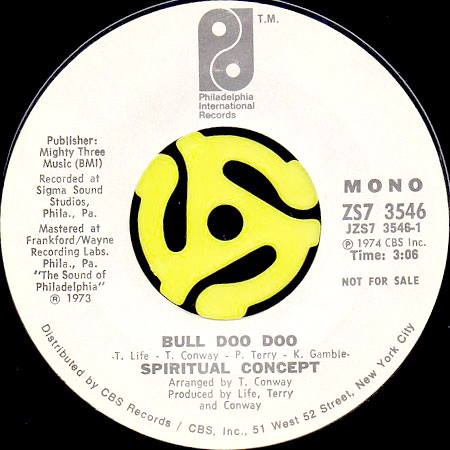 T.M.
Philadelphia
International
Records
Publisher:
Mighty Three
Music (BMI)
Recorded at
Sigma Sound
Studios,
Phila., Pa.
Mastered at
Frankford/Wayne
Recording Labs.
Phila., Pa.
"The Sound of
Philadelphia"
Ⓡ 1973
MONO
ZS7 3546
JZS7 3546-1
Ⓟ 1974 CBS Inc.
Time: 3:06
NOT FOR SALE
BULL DOO DOO
-T. Life - T. Conway - P. Terry - K. Gamble-
SPIRITUAL CONCEPT
Arranged by T. Conway
Produced by Life, Terry
and Conway
Distributed by CBS Records / CBS, Inc., 51 West 52 Street, New York City